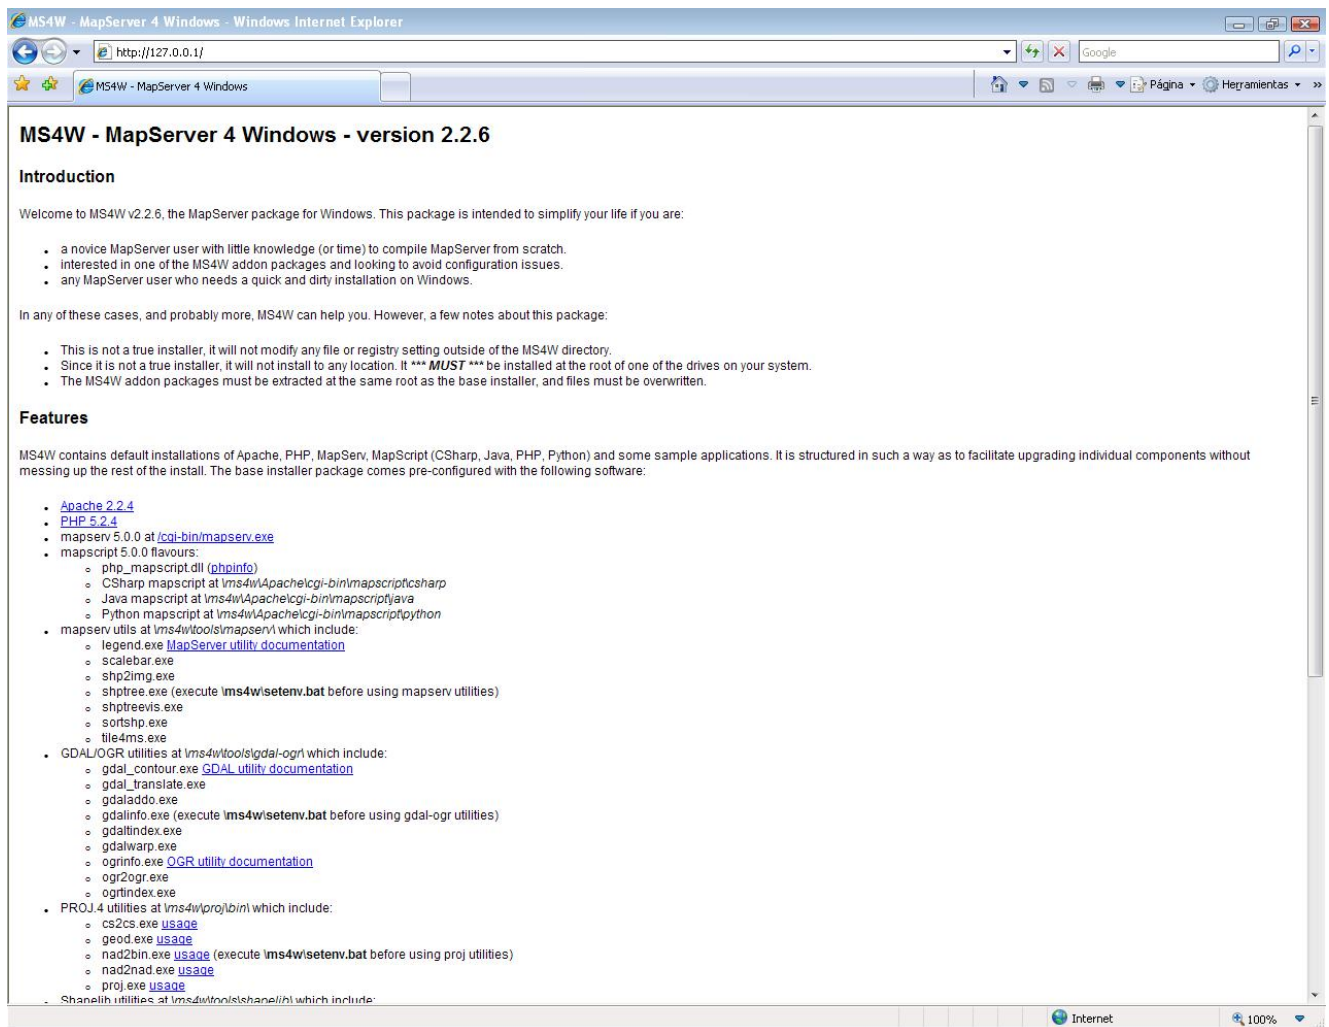 MS4W - MapServer 4 Windows - Windows Internet Explorer
http://127.0.0.1/
Google
MS4W - MapServer 4 Windows
Página
Herramientas
MS4W - MapServer 4 Windows - version 2.2.6
Introduction
Welcome to MS4W v2.2.6, the MapServer package for Windows. This package is intended to simplify your life if you are:
a novice MapServer user with little knowledge (or time) to compile MapServer from scratch.
interested in one of the MS4W addon packages and looking to avoid configuration issues.
any MapServer user who needs a quick and dirty installation on Windows.
In any of these cases, and probably more, MS4W can help you. However, a few notes about this package:
This is not a true installer, it will not modify any file or registry setting outside of the MS4W directory.
Since it is not a true installer, it will not install to any location. It *** MUST *** be installed at the root of one of the drives on your system.
The MS4W addon packages must be extracted at the same root as the base installer, and files must be overwritten.
Features
MS4W contains default installations of Apache, PHP, MapServ, MapScript (CSharp, Java, PHP, Python) and some sample applications. It is structured in such a way as to facilitate upgrading individual components without
messing up the rest of the install. The base installer package comes pre-configured with the following software:
Apache 2.2.4
PHP 5.2.4
mapserv 5.0.0 at /cgi-bin/mapserv.exe
mapscript 5.0.0 flavours:
php_mapscript.dll (phpinfo)
CSharp mapscript at \ms4w\Apache\cgi-bin\mapscript\csharp
Java mapscript at \ms4w\Apache\cgi-bin\mapscript\java
Python mapscript at \ms4w\Apache\cgi-bin\mapscript\python
mapserv utils at \ms4w\tools\mapserv\ which include:
legend.exe MapServer utility documentation
scalebar.exe
shp2img.exe
shptree.exe (execute \ms4w\setenv.bat before using mapserv utilities)
shptreevis.exe
sortshp.exe
tile4ms.exe
GDAL/OGR utilities at \ms4w\tools\gdal-ogr\ which include:
gdal_contour.exe GDAL utility documentation
gdal_translate.exe
gdaladdo.exe
gdalinfo.exe (execute \ms4w\setenv.bat before using gdal-ogr utilities)
gdaltindex.exe
gdalwarp.exe
ogrinfo.exe OGR utility documentation
ogr2ogr.exe
ogrtindex.exe
PROJ.4 utilities at \ms4w\proj\bin\ which include:
cs2cs.exe usage
geod.exe usage
nad2bin.exe usage (execute \ms4w\setenv.bat before using proj utilities)
nad2nad.exe usage
proj.exe usage
Shapelib utilities at \ms4w\tools\shapelib\ which include:
Internet
100%